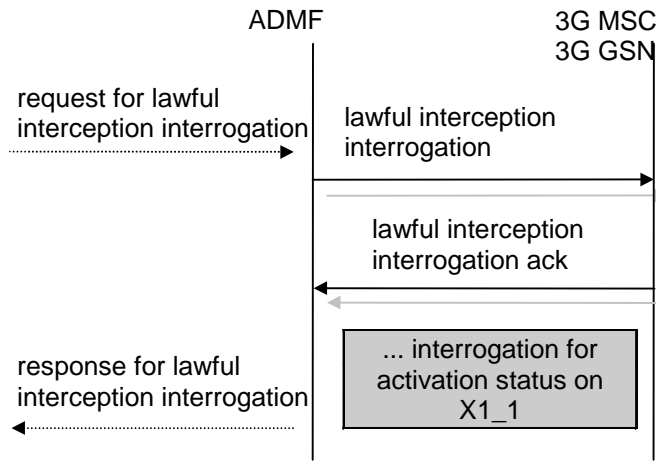 ADMF
3G MSC
3G GSN
request for lawful
interception interrogation
lawful interception
interrogation
lawful interception
interrogation ack
... interrogation for
activation status on
X1_1
response for lawful
interception interrogation